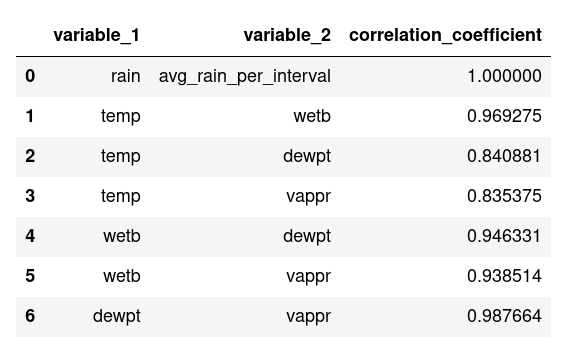 variable_1 variable_2 correlation_coefficient
0 rain avg_rain_per_interval 1.000000
1 temp wetb 0.969275
2 temp dewpt 0.840881
3 temp vappr 0.835375
4 wetb dewpt 0.946331
5 wetb vappr 0.938514
6 dewpt vappr 0.987664